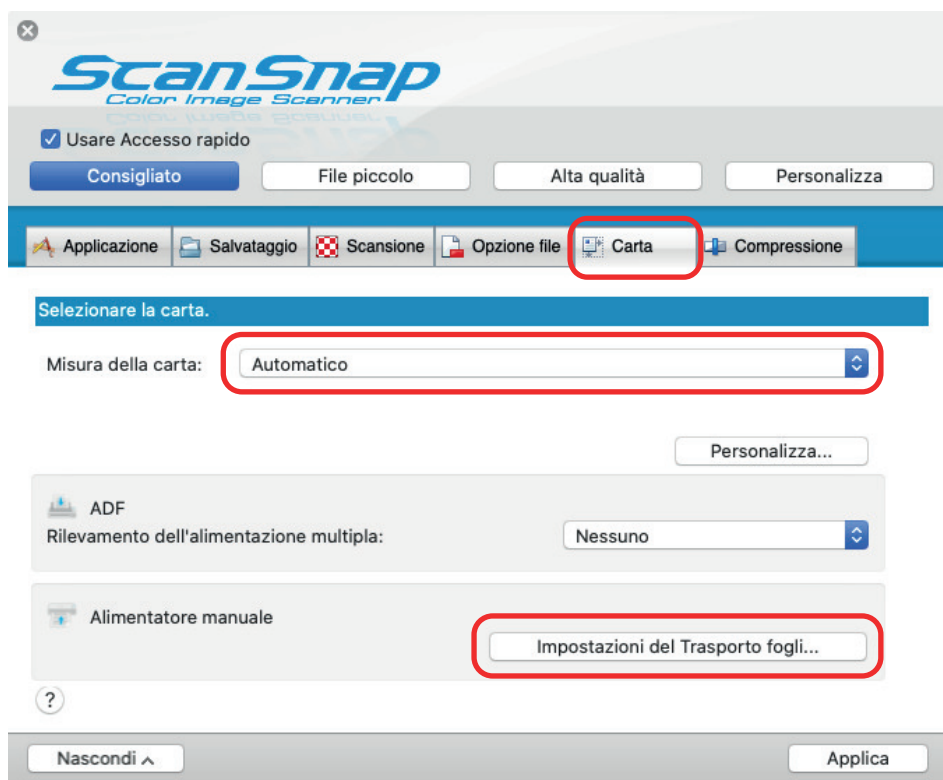 ScanSnap
Color Image Scanner
Usare Accesso rapido
Consigliato File piccolo Alta qualità Personalizza
Applicazione Salvataggio Scansione Opzione file Carta Compressione
Selezionare la carta.
Misura della carta: Automatico
Personalizza...
ADF
Rilevamento dell'alimentazione multipla: Nessuno
Alimentatore manuale
Impostazioni del Trasporto fogli...
?
Nascondi Applica